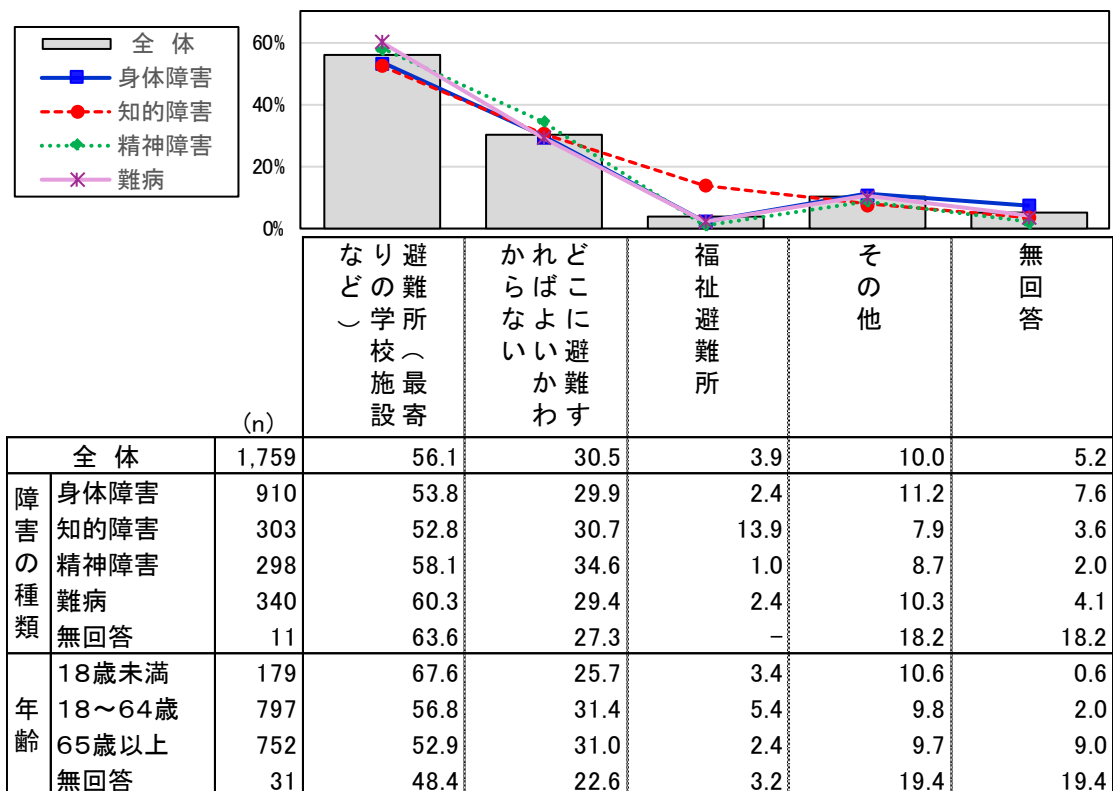 全 体
身体障害
知的障害
精神障害
難病
60%
40%
20%
0%
避難所（最寄りの学校施設など）
どこに避難すればよいかわからない
福祉避難所
その他
無回答
(n)
全 体 1,759 56.1 30.5 3.9 10.0 5.2
障害の種類
身体障害 910 53.8 29.9 2.4 11.2 7.6
知的障害 303 52.8 30.7 13.9 7.9 3.6
精神障害 298 58.1 34.6 1.0 8.7 2.0
難病 340 60.3 29.4 2.4 10.3 4.1
無回答 11 63.6 27.3 – 18.2 18.2
年齢
18歳未満 179 67.6 25.7 3.4 10.6 0.6
18～64歳 797 56.8 31.4 5.4 9.8 2.0
65歳以上 752 52.9 31.0 2.4 9.7 9.0
無回答 31 48.4 22.6 3.2 19.4 19.4